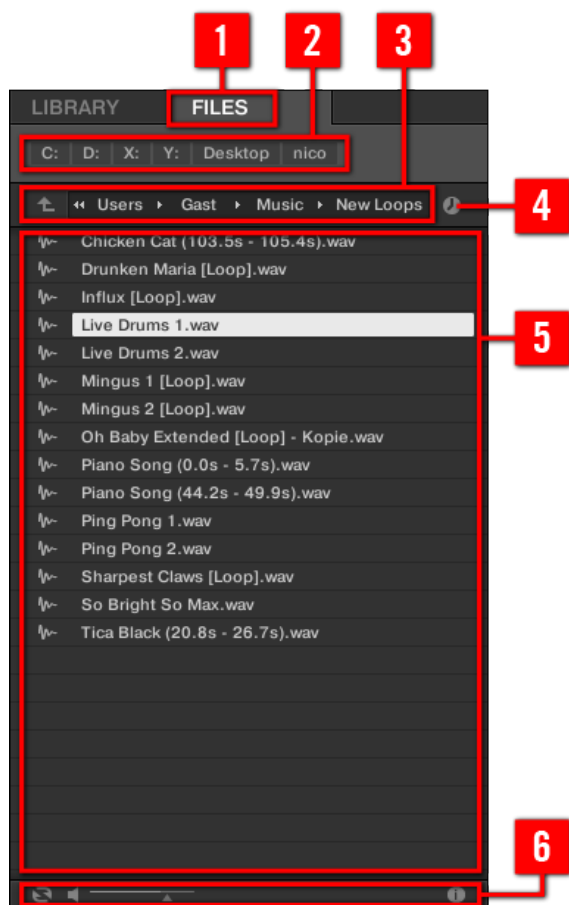 1 2 3
LIBRARY FILES
C: D: X: Y: Desktop nico
Users Gast Music New Loops
4
Chicken Cat (103.5s - 105.4s).wav
Drunken Maria [Loop].wav
Influx [Loop].wav
Live Drums 1.wav
5
Live Drums 2.wav
Mingus 1 [Loop].wav
Mingus 2 [Loop].wav
Oh Baby Extended [Loop] - Kopie.wav
Piano Song (0.0s - 5.7s).wav
Piano Song (44.2s - 49.9s).wav
Ping Pong 1.wav
Ping Pong 2.wav
Sharpest Claws [Loop].wav
So Bright So Max.wav
Tica Black (20.8s - 26.7s).wav
6